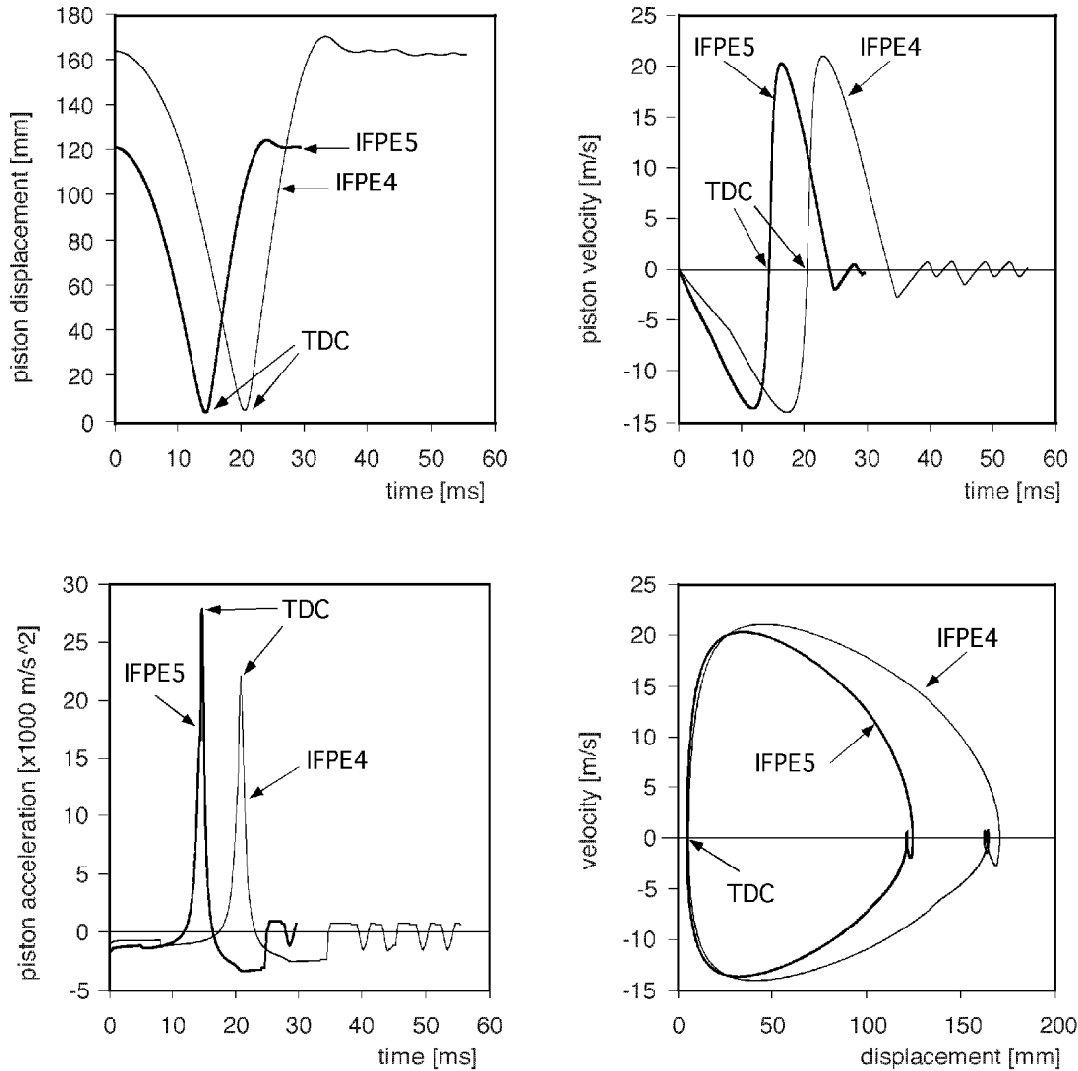 180
160
140
120
100
80
60
40
20
0
piston displacement [mm]
IFPE5
IFPE4
TDC
0 10 20 30 40 50 60
time [ms]
25
20
15
10
5
0
-5
-10
-15
piston velocity [m/s]
IFPE5
IFPE4
TDC
0 10 20 30 40 50 60
time [ms]
30
25
20
15
10
5
0
-5
piston acceleration [x1000 m/s^2]
TDC
IFPE5
IFPE4
0 10 20 30 40 50 60
time [ms]
25
20
15
10
5
0
-5
-10
-15
velocity [m/s]
IFPE4
IFPE5
TDC
0 50 100 150 200
displacement [mm]